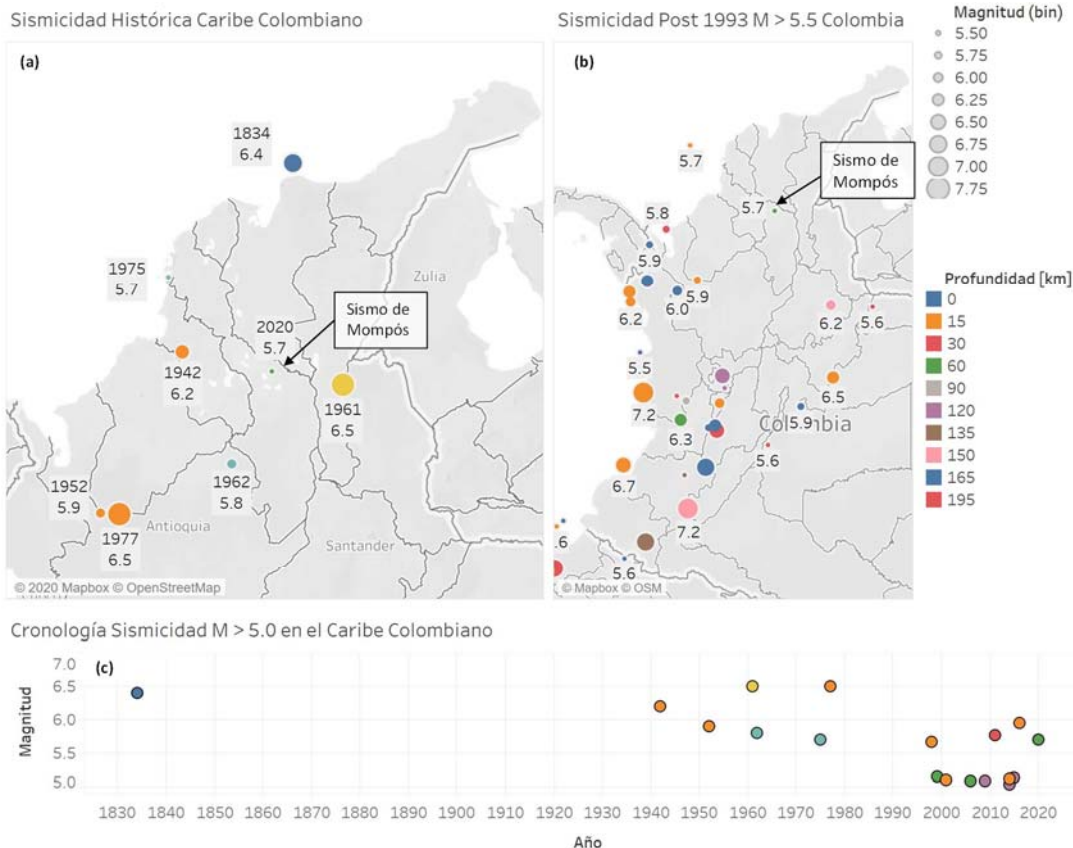 Sismicidad Histórica Caribe Colombiano
(a)
1834
6.4
1975
5.7
Zulia
2020
5.7
Sismo de
Mompós
1942
6.2
1961
6.5
1962
5.8
1952
5.9
1977
6.5
Antioquia
Santander
© 2020 Mapbox © OpenStreetMap
Sismicidad Post 1993 M > 5.5 Colombia
(b)
5.7
Sismo de
Mompós
5.7
5.8
5.9
5.9
6.0
6.2
6.2
5.6
5.5
7.2
6.5
6.3
5.9
Colombia
5.6
6.7
7.2
.6
5.6
© Mapbox © OSM
Magnitud (bin)
5.50
5.75
6.00
6.25
6.50
6.75
7.00
7.75
Profundidad [km]
0
15
30
60
90
120
135
150
165
195
Cronología Sismicidad M > 5.0 en el Caribe Colombiano
(c)
Magnitud
7.0
6.5
6.0
5.5
5.0
1830 1840 1850 1860 1870 1880 1890 1900 1910 1920 1930 1940 1950 1960 1970 1980 1990 2000 2010 2020
Año